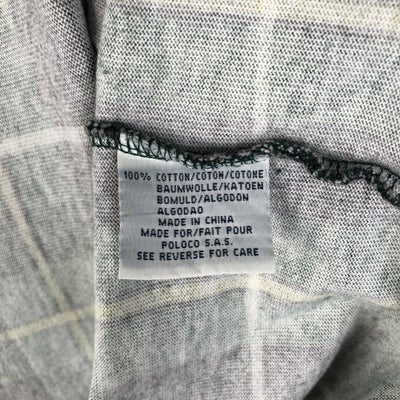 100% COTTON/COTON/COTONE
BAUMWOLLE/KATOEN
BOMULD/ALGODON
ALGODAO
MADE IN CHINA
MADE FOR/FAIT POUR
POLOCO S.A.S.
SEE REVERSE FOR CARE